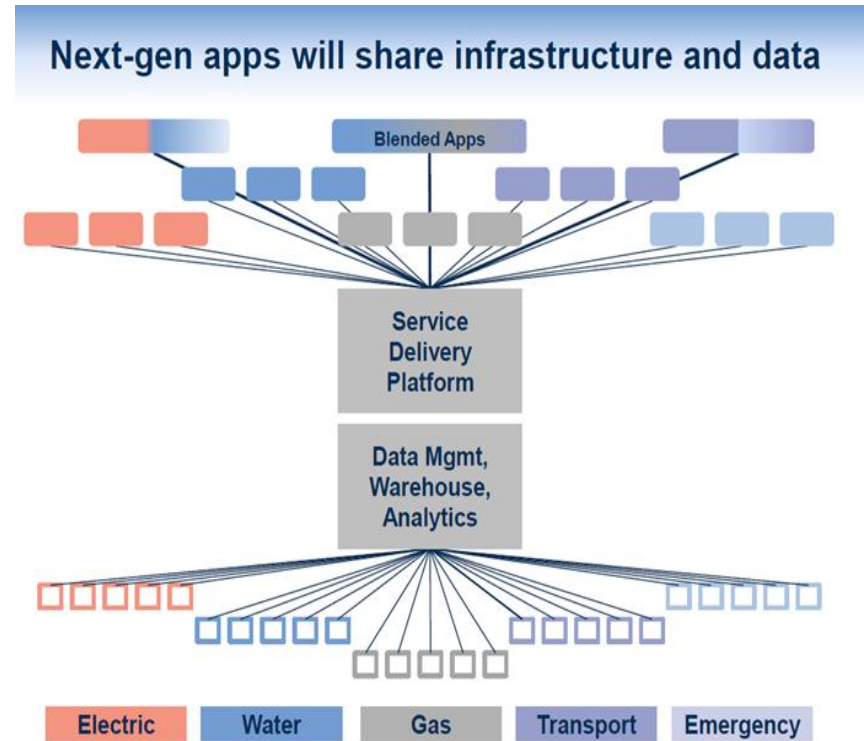 Next-gen apps will share infrastructure and data
Blended Apps
Service
Delivery
Platform
Data Mgmt,
Warehouse,
Analytics
Electric
Water
Gas
Transport
Emergency